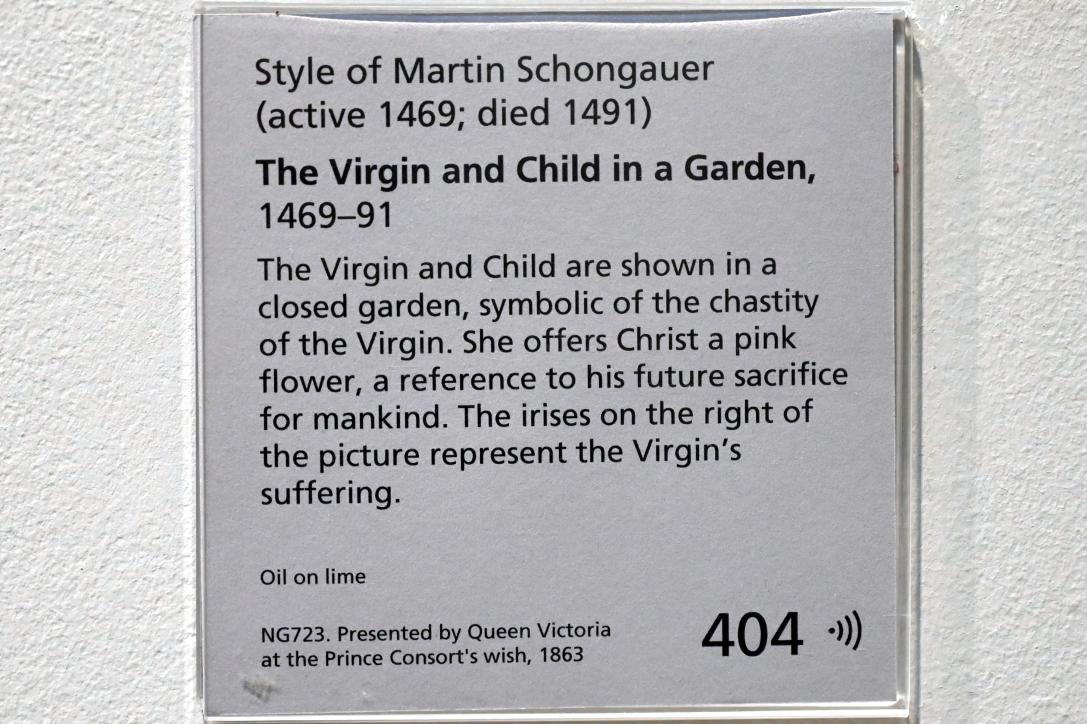 Style of Martin Schongauer
(active 1469; died 1491)
The Virgin and Child in a Garden,
1469–91
The Virgin and Child are shown in a
closed garden, symbolic of the chastity
of the Virgin. She offers Christ a pink
flower, a reference to his future sacrifice
for mankind. The irises on the right of
the picture represent the Virgin's
suffering.
Oil on lime
NG723. Presented by Queen Victoria
at the Prince Consort's wish, 1863
404